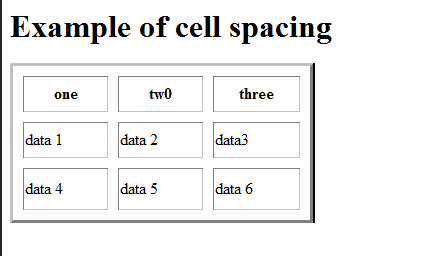 Example of cell spacing
one tw0 three
data 1 data 2 data3
data 4 data 5 data 6